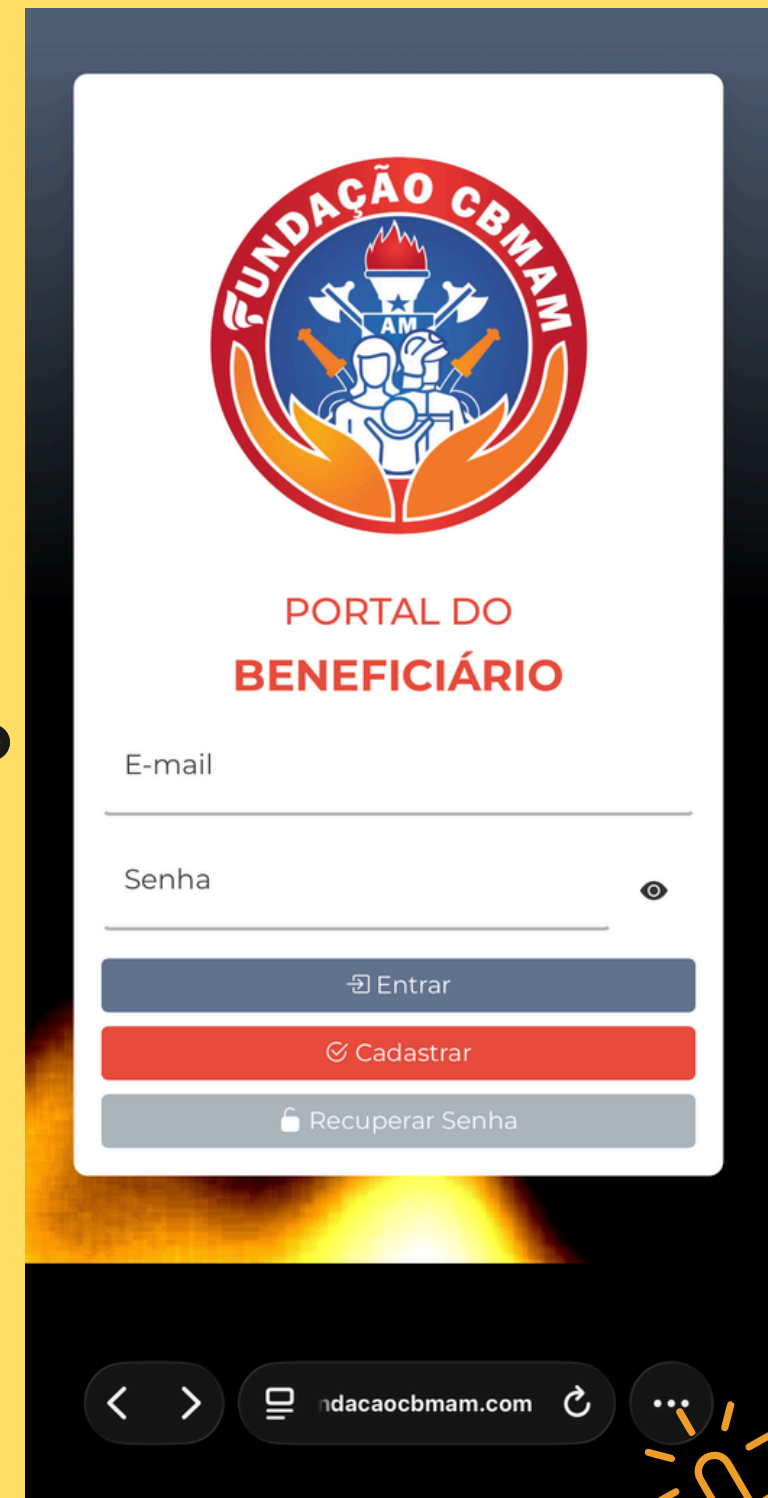 FUNDAÇÃO CBMAM
AM
PORTAL DO
BENEFICIÁRIO
E-mail
Senha
Entrar
Cadastrar
Recuperar Senha
ndacaocbmam.com